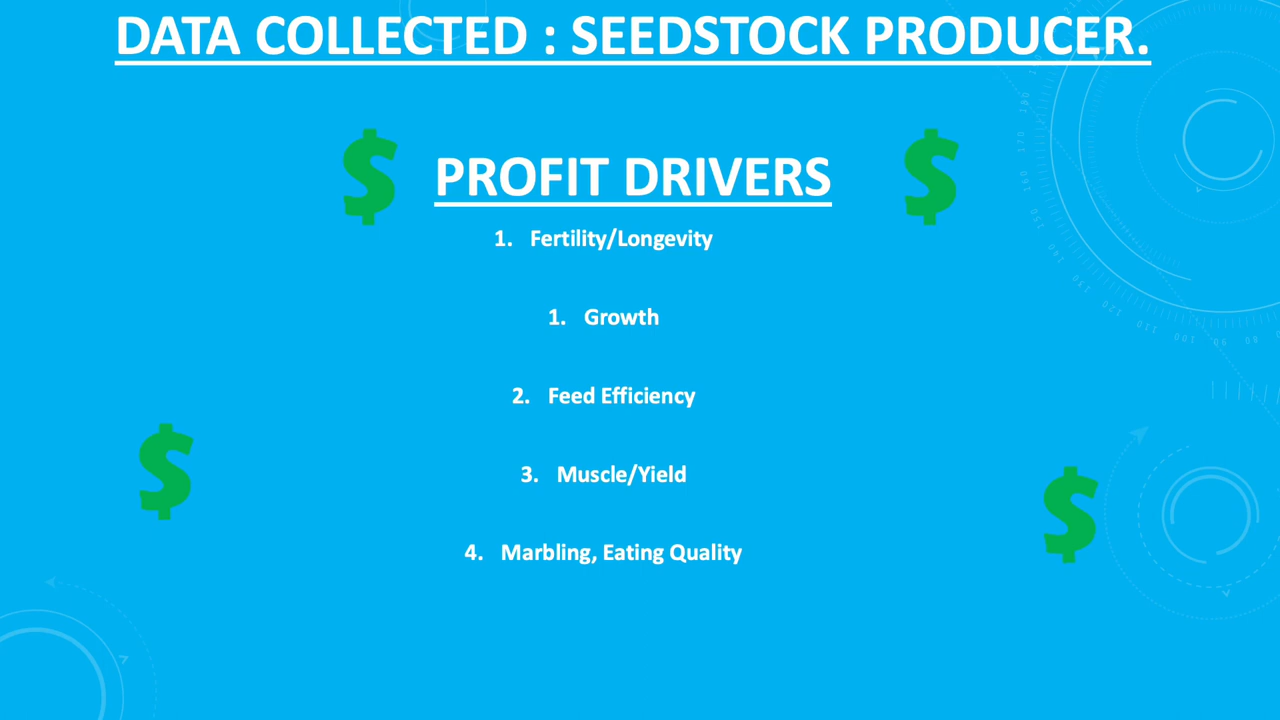 DATA COLLECTED : SEEDSTOCK PRODUCER.
$ PROFIT DRIVERS $
1. Fertility/Longevity
1. Growth
2. Feed Efficiency
3. Muscle/Yield
$ $
4. Marbling, Eating Quality